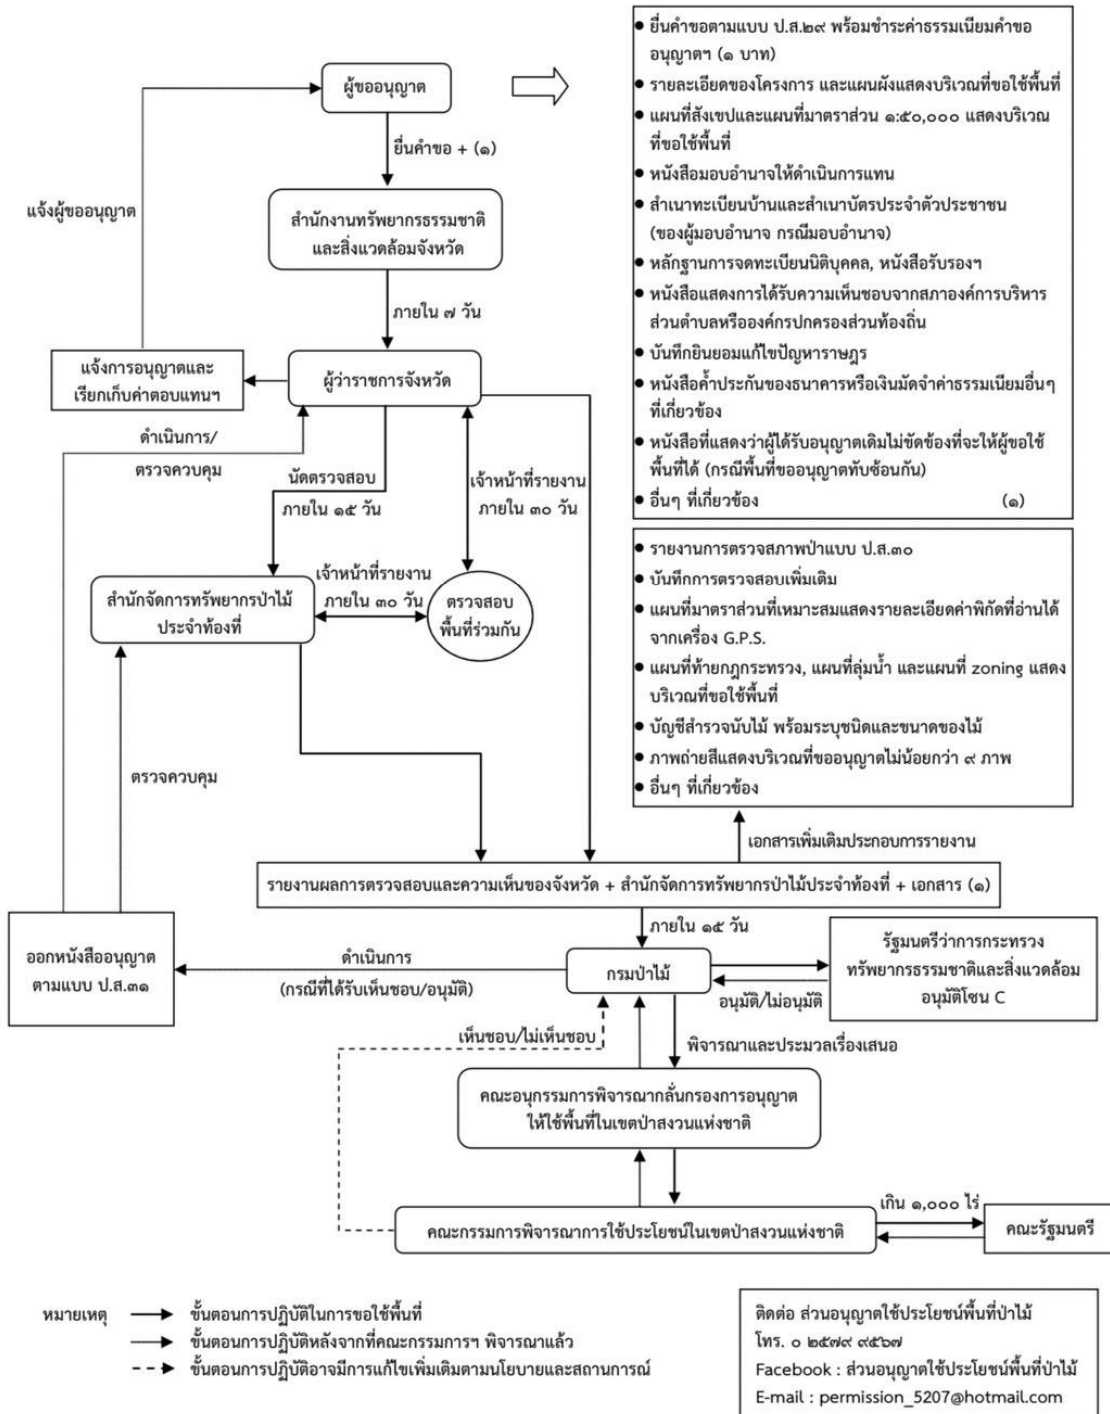 ผู้ขออนุญาต
ยื่นคำขอ + (๑)
แจ้งผู้ขออนุญาต
สำนักงานทรัพยากรธรรมชาติ
และสิ่งแวดล้อมจังหวัด
ภายใน ๗ วัน
แจ้งการอนุญาตและ
เรียกเก็บค่าตอบแทนฯ
ผู้ว่าราชการจังหวัด
ดำเนินการ/
ตรวจควบคุม
นัดตรวจสอบ
ภายใน ๑๕ วัน
เจ้าหน้าที่รายงาน
ภายใน ๓๐ วัน
สำนักจัดการทรัพยากรป่าไม้
ประจำท้องที่
เจ้าหน้าที่รายงาน
ภายใน ๓๐ วัน
ตรวจสอบ
พื้นที่ร่วมกัน
ตรวจควบคุม
● ยื่นคำขอตามแบบ ป.ส.๒๙ พร้อมชำระค่าธรรมเนียมคำขอ
อนุญาตฯ (๑ บาท)
● รายละเอียดของโครงการ และแผนผังแสดงบริเวณที่ขอใช้พื้นที่
● แผนที่สังเขปและแผนที่มาตราส่วน ๑:๕๐,๐๐๐ แสดงบริเวณ
ที่ขอใช้พื้นที่
● หนังสือมอบอำนาจให้ดำเนินการแทน
● สำเนาทะเบียนบ้านและสำเนาบัตรประจำตัวประชาชน
(ของผู้มอบอำนาจ กรณีมอบอำนาจ)
● หลักฐานการจดทะเบียนนิติบุคคล, หนังสือรับรองฯ
● หนังสือแสดงการได้รับความเห็นชอบจากสภาองค์การบริหาร
ส่วนตำบลหรือองค์กรปกครองส่วนท้องถิ่น
● บันทึกยินยอมแก้ไขปัญหาราษฎร
● หนังสือค้ำประกันของธนาคารหรือเงินมัดจำค่าธรรมเนียมอื่นๆ
ที่เกี่ยวข้อง
● หนังสือที่แสดงว่าผู้ได้รับอนุญาตเดิมไม่ขัดข้องที่จะให้ผู้ขอใช้
พื้นที่ได้ (กรณีพื้นที่ขออนุญาตทับซ้อนกัน)
● อื่นๆ ที่เกี่ยวข้อง (๑)
● รายงานการตรวจสภาพป่าแบบ ป.ส.๓๐
● บันทึกการตรวจสอบเพิ่มเติม
● แผนที่มาตราส่วนที่เหมาะสมแสดงรายละเอียดค่าพิกัดที่อ่านได้
จากเครื่อง G.P.S.
● แผนที่ท้ายกฎกระทรวง, แผนที่ลุ่มน้ำ และแผนที่ zoning แสดง
บริเวณที่ขอใช้พื้นที่
● บัญชีสำรวจนับไม้ พร้อมระบุชนิดและขนาดของไม้
● ภาพถ่ายสีแสดงบริเวณที่ขออนุญาตไม่น้อยกว่า ๙ ภาพ
● อื่นๆ ที่เกี่ยวข้อง
เอกสารเพิ่มเติมประกอบการรายงาน
รายงานผลการตรวจสอบและความเห็นของจังหวัด + สำนักจัดการทรัพยากรป่าไม้ประจำท้องที่ + เอกสาร (๑)
ภายใน ๑๕ วัน
ออกหนังสืออนุญาต
ตามแบบ ป.ส.๓๑
ดำเนินการ
(กรณีที่ได้รับเห็นชอบ/อนุมัติ)
กรมป่าไม้
อนุมัติ/ไม่อนุมัติ
รัฐมนตรีว่าการกระทรวง
ทรัพยากรธรรมชาติและสิ่งแวดล้อม
อนุมัติโซน C
เห็นชอบ/ไม่เห็นชอบ
พิจารณาและประมวลเรื่องเสนอ
คณะอนุกรรมการพิจารณากลั่นกรองการอนุญาต
ให้ใช้พื้นที่ในเขตป่าสงวนแห่งชาติ
คณะกรรมการพิจารณาการใช้ประโยชน์ในเขตป่าสงวนแห่งชาติ
เกิน ๑,๐๐๐ ไร่
คณะรัฐมนตรี
หมายเหตุ ขั้นตอนการปฏิบัติในการขอใช้พื้นที่
ขั้นตอนการปฏิบัติหลังจากที่คณะกรรมการฯ พิจารณาแล้ว
ขั้นตอนการปฏิบัติอาจมีการแก้ไขเพิ่มเติมตามนโยบายและสถานการณ์
ติดต่อ ส่วนอนุญาตใช้ประโยชน์พื้นที่ป่าไม้
โทร. ๐ ๒๕๗๙ ๙๕๖๗
Facebook : ส่วนอนุญาตใช้ประโยชน์พื้นที่ป่าไม้
E-mail : permission_5207@hotmail.com